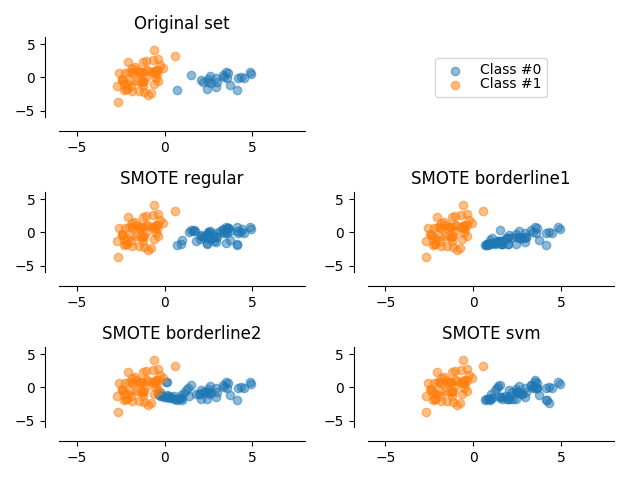 Original set
5
0
−5
−5 0 5
Class #0
Class #1
SMOTE regular
5
0
−5
−5 0 5
SMOTE borderline1
5
0
−5
−5 0 5
SMOTE borderline2
5
0
−5
−5 0 5
SMOTE svm
5
0
−5
−5 0 5